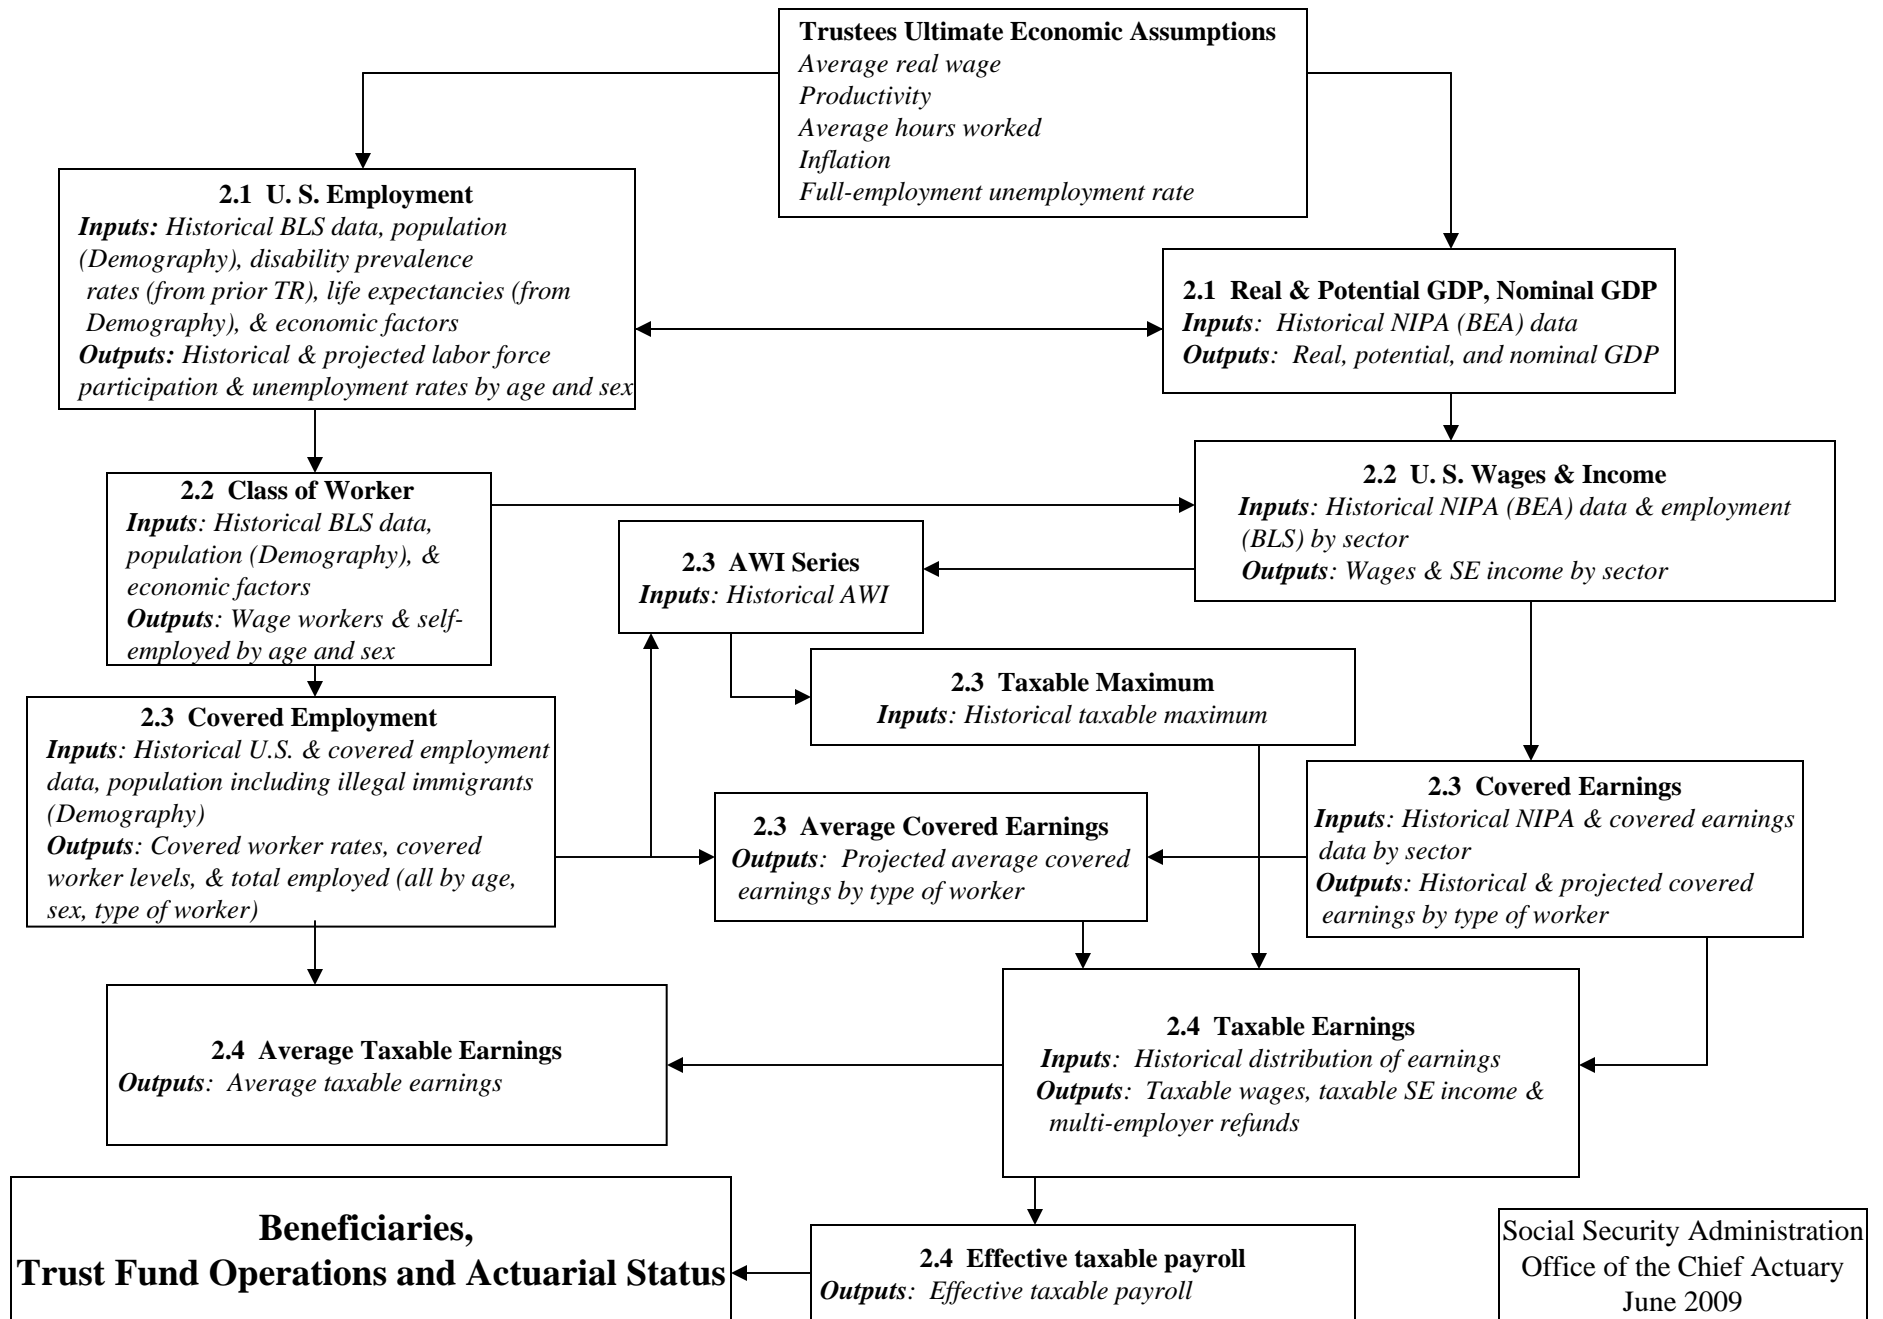 Trustees Ultimate Economic Assumptions
Average real wage
Productivity
Average hours worked
Inflation
Full-employment unemployment rate
2.1 U. S. Employment
Inputs: Historical BLS data, population
(Demography), disability prevalence
rates (from prior TR), life expectancies (from
Demography), & economic factors
Outputs: Historical & projected labor force
participation & unemployment rates by age and sex
2.1 Real & Potential GDP, Nominal GDP
Inputs: Historical NIPA (BEA) data
Outputs: Real, potential, and nominal GDP
2.2 Class of Worker
Inputs: Historical BLS data,
population (Demography), &
economic factors
Outputs: Wage workers & self-
employed by age and sex
2.2 U. S. Wages & Income
Inputs: Historical NIPA (BEA) data & employment
(BLS) by sector
Outputs: Wages & SE income by sector
2.3 AWI Series
Inputs: Historical AWI
2.3 Taxable Maximum
Inputs: Historical taxable maximum
2.3 Covered Employment
Inputs: Historical U.S. & covered employment
data, population including illegal immigrants
(Demography)
Outputs: Covered worker rates, covered
worker levels, & total employed (all by age,
sex, type of worker)
2.3 Average Covered Earnings
Outputs: Projected average covered
earnings by type of worker
2.3 Covered Earnings
Inputs: Historical NIPA & covered earnings
data by sector
Outputs: Historical & projected covered
earnings by type of worker
2.4 Average Taxable Earnings
Outputs: Average taxable earnings
2.4 Taxable Earnings
Inputs: Historical distribution of earnings
Outputs: Taxable wages, taxable SE income &
multi-employer refunds
Beneficiaries,
Trust Fund Operations and Actuarial Status
2.4 Effective taxable payroll
Outputs: Effective taxable payroll
Social Security Administration
Office of the Chief Actuary
June 2009